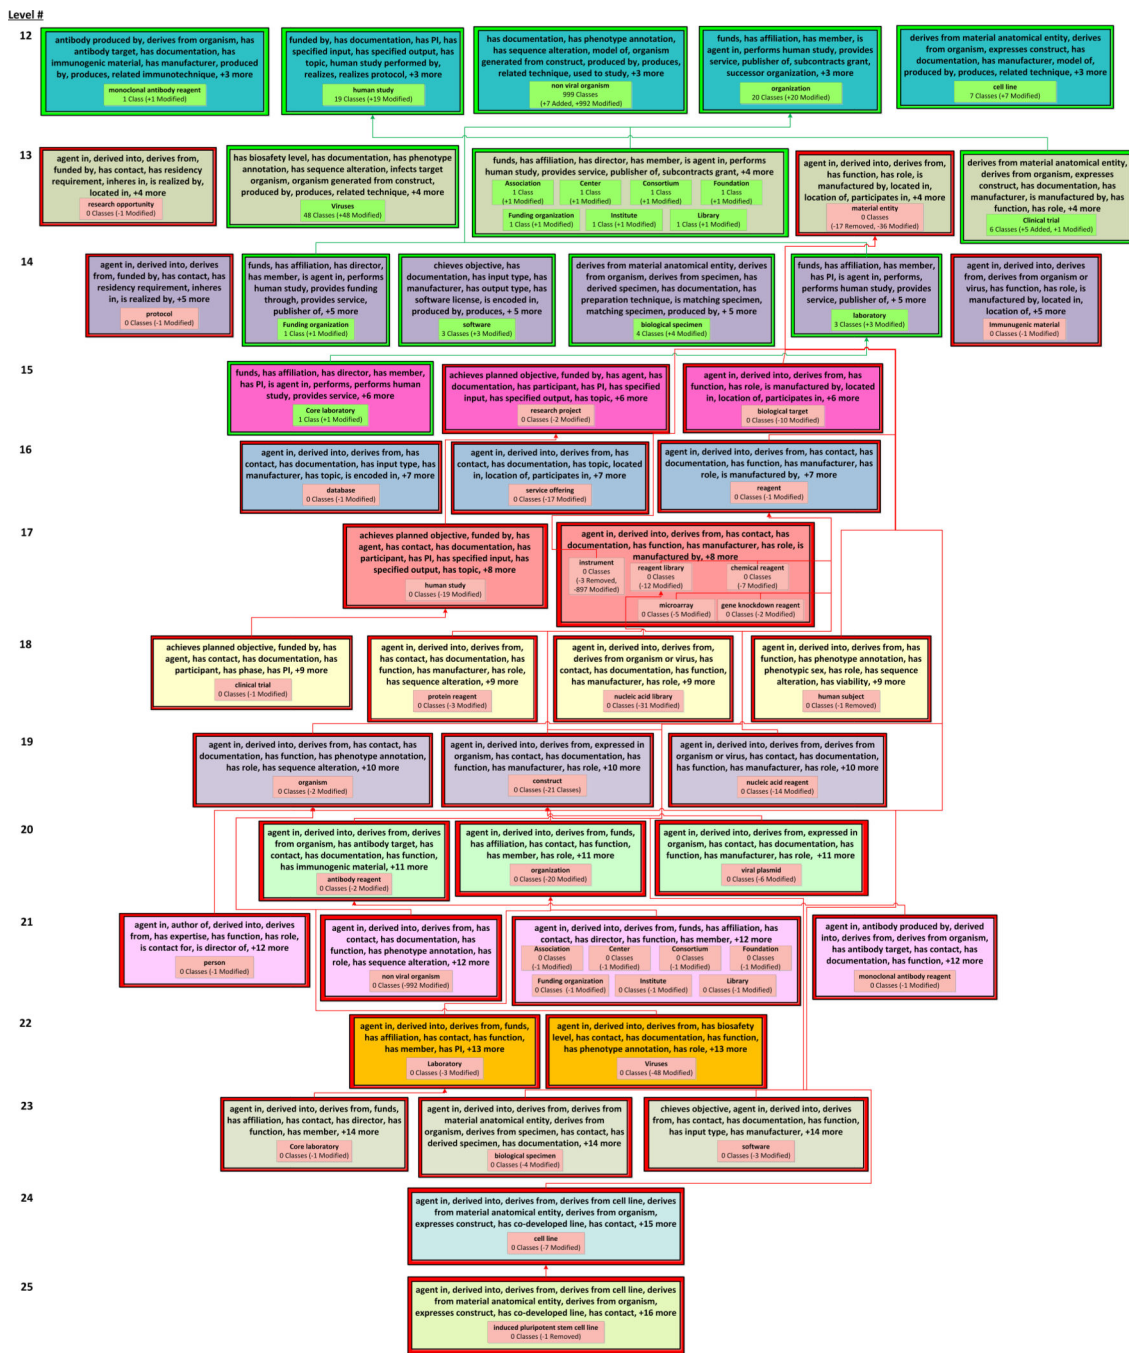 Level #
12
antibody produced by, derives from organism, has
antibody target, has documentation, has
immunogenic material, has manufacturer, produced
by, produces, related immunotechnique, +3 more
monoclonal antibody reagent
1 Class (+1 Modified)
funded by, has documentation, has PI, has
specified input, has specified output, has
topic, human study performed by,
realizes, realizes protocol, +3 more
human study
19 Classes (+19 Modified)
has documentation, has phenotype annotation,
has sequence alteration, model of, organism
generated from construct, produced by, produces,
related technique, used to study, +3 more
non viral organism
999 Classes
(+7 Added, +992 Modified)
funds, has affiliation, has member, is
agent in, performs human study, provides
service, publisher of, subcontracts grant,
successor organization, +3 more
organization
20 Classes (+20 Modified)
derives from material anatomical entity, derives
from organism, expresses construct, has
documentation, has manufacturer, model of,
produced by, produces, related technique, +3 more
cell line
7 Classes (+7 Modified)
13
agent in, derived into, derives from,
funded by, has contact, has residency
requirement, inheres in, is realized by,
located in, +4 more
research opportunity
0 Classes (-1 Modified)
has biosafety level, has documentation, has phenotype
annotation, has sequence alteration, infects target
organism, organism generated from construct,
produced by, produces, related technique, +4 more
Viruses
48 Classes (+48 Modified)
funds, has affiliation, has director, has member, is agent in, performs
human study, provides service, publisher of, subcontracts grant, +4 more
Association
1 Class
(+1 Modified)
Center
1 Class
(+1 Modified)
Consortium
1 Class
(+1 Modified)
Foundation
1 Class
(+1 Modified)
Funding organization
1 Class (+1 Modified)
Institute
1 Class (+1 Modified)
Library
1 Class (+1 Modified)
agent in, derived into, derives from,
has function, has role, is
manufactured by, located in,
location of, participates in, +4 more
material entity
0 Classes
(-17 Removed, -36 Modified)
derives from material anatomical entity,
derives from organism, expresses
construct, has documentation, has
manufacturer, is manufactured by, has
function, has role, +4 more
Clinical trial
6 Classes (+5 Added, +1 Modified)
14
agent in, derived into, derives
from, funded by, has contact, has
residency requirement, inheres
in, is realized by, +5 more
protocol
0 Classes (-1 Modified)
funds, has affiliation, has director,
has member, is agent in, performs
human study, provides funding
through, provides service,
publisher of, +5 more
Funding organization
1 Class (+1 Modified)
chieves objective, has
documentation, has input type, has
manufacturer, has output type, has
software license, is encoded in,
produced by, produces, + 5 more
software
3 Classes (+3 Modified)
derives from material anatomical entity, derives
from organism, derives from specimen, has
derived specimen, has documentation, has
preparation technique, is matching specimen,
matching specimen, produced by, + 5 more
biological specimen
4 Classes (+4 Modified)
funds, has affiliation, has member,
has PI, is agent in, performs,
performs human study, provides
service, publisher of, + 5 more
laboratory
3 Classes (+3 Modified)
agent in, derived into, derives
from, derives from organism or
virus, has function, has role, is
manufactured by, located in,
location of, +5 more
Immunugenic material
0 Classes (-1 Modified)
15
funds, has affiliation, has director, has member,
has PI, is agent in, performs, performs human
study, provides service, +6 more
Core laboratory
1 Class (+1 Modified)
achieves planned objective, funded by, has agent, has
documentation, has participant, has PI, has specified
input, has specified output, has topic, +6 more
research project
0 Classes (-2 Modified)
agent in, derived into, derives from, has
function, has role, is manufactured by, located
in, location of, participates in, +6 more
biological target
0 Classes (-10 Modified)
16
agent in, derived into, derives from, has
contact, has documentation, has input type, has
manufacturer, has topic, is encoded in, +7 more
database
0 Classes (-1 Modified)
agent in, derived into, derives from, has
contact, has documentation, has topic, located
in, location of, participates in, +7 more
service offering
0 Classes (-17 Modified)
agent in, derived into, derives from, has contact, has
documentation, has function, has manufacturer, has
role, is manufactured by, +7 more
reagent
0 Classes (-1 Modified)
17
achieves planned objective, funded by, has
agent, has contact, has documentation, has
participant, has PI, has specified input, has
specified output, has topic, +8 more
human study
0 Classes (-19 Modified)
agent in, derived into, derives from, has contact, has
documentation, has function, has manufacturer, has role, is
manufactured by, +8 more
instrument
0 Classes
(-3 Removed,
-897 Modified)
reagent library
0 Classes
(-12 Modified)
chemical reagent
0 Classes
(-7 Modified)
microarray
0 Classes (-5 Modified)
gene knockdown reagent
0 Classes (-2 Modified)
18
achieves planned objective, funded by, has
agent, has contact, has documentation, has
participant, has phase, has PI, +9 more
clinical trial
0 Classes (-1 Modified)
agent in, derived into, derives from,
has contact, has documentation, has
function, has manufacturer, has role,
has sequence alteration, +9 more
protein reagent
0 Classes (-3 Modified)
agent in, derived into, derives from,
derives from organism or virus, has
contact, has documentation, has function,
has manufacturer, has role, +9 more
nucleic acid library
0 Classes (-31 Modified)
agent in, derived into, derives from, has
function, has phenotype annotation, has
phenotypic sex, has role, has sequence
alteration, has viability, +9 more
human subject
0 Classes (-1 Removed)
19
agent in, derived into, derives from, has contact, has
documentation, has function, has phenotype annotation,
has role, has sequence alteration, +10 more
organism
0 Classes (-2 Modified)
agent in, derived into, derives from, expressed in
organism, has contact, has documentation, has
function, has manufacturer, has role, +10 more
construct
0 Classes (-21 Classes)
agent in, derived into, derives from, derives from
organism or virus, has contact, has documentation,
has function, has manufacturer, has role, +10 more
nucleic acid reagent
0 Classes (-14 Modified)
20
agent in, derived into, derives from, derives
from organism, has antibody target, has
contact, has documentation, has function,
has immunogenic material, +11 more
antibody reagent
0 Classes (-2 Modified)
agent in, derived into, derives from, funds,
has affiliation, has contact, has function,
has member, has role, +11 more
organization
0 Classes (-20 Modified)
agent in, derived into, derives from, expressed in
organism, has contact, has documentation, has
function, has manufacturer, has role, +11 more
viral plasmid
0 Classes (-6 Modified)
21
agent in, author of, derived into, derives
from, has expertise, has function, has role,
is contact for, is director of, +12 more
person
0 Classes (-1 Modified)
agent in, derived into, derives from, has
contact, has documentation, has
function, has phenotype annotation, has
role, has sequence alteration, +12 more
non viral organism
0 Classes (-992 Modified)
agent in, derived into, derives from, funds, has affiliation, has
contact, has director, has function, has member, +12 more
Association
0 Classes
(-1 Modified)
Center
0 Classes
(-1 Modified)
Consortium
0 Classes
(-1 Modified)
Foundation
0 Classes
(-1 Modified)
Funding organization
0 Classes (-1 Modified)
Institute
0 Classes (-1 Modified)
Library
0 Classes (-1 Modified)
agent in, antibody produced by, derived
into, derives from, derives from organism,
has antibody target, has contact, has
documentation, has function, +12 more
monoclonal antibody reagent
0 Classes (-1 Modified)
22
agent in, derived into, derives from, funds,
has affiliation, has contact, has function,
has member, has PI, +13 more
Laboratory
0 Classes (-3 Modified)
agent in, derived into, derives from, has biosafety
level, has contact, has documentation, has function,
has phenotype annotation, has role, +13 more
Viruses
0 Classes (-48 Modified)
23
agent in, derived into, derives from, funds,
has affiliation, has contact, has director, has
function, has member, +14 more
Core laboratory
0 Classes (-1 Modified)
agent in, derived into, derives from, derives from
material anatomical entity, derives from
organism, derives from specimen, has contact, has
derived specimen, has documentation, +14 more
biological specimen
0 Classes (-4 Modified)
chieves objective, agent in, derived into, derives
from, has contact, has documentation, has function,
has input type, has manufacturer, +14 more
software
0 Classes (-3 Modified)
24
agent in, derived into, derives from, derives from cell line, derives
from material anatomical entity, derives from organism,
expresses construct, has co-developed line, has contact, +15 more
cell line
0 Classes (-7 Modified)
25
agent in, derived into, derives from, derives from cell line, derives
from material anatomical entity, derives from organism,
expresses construct, has co-developed line, has contact, +16 more
induced pluripotent stem cell line
0 Classes (-1 Removed)